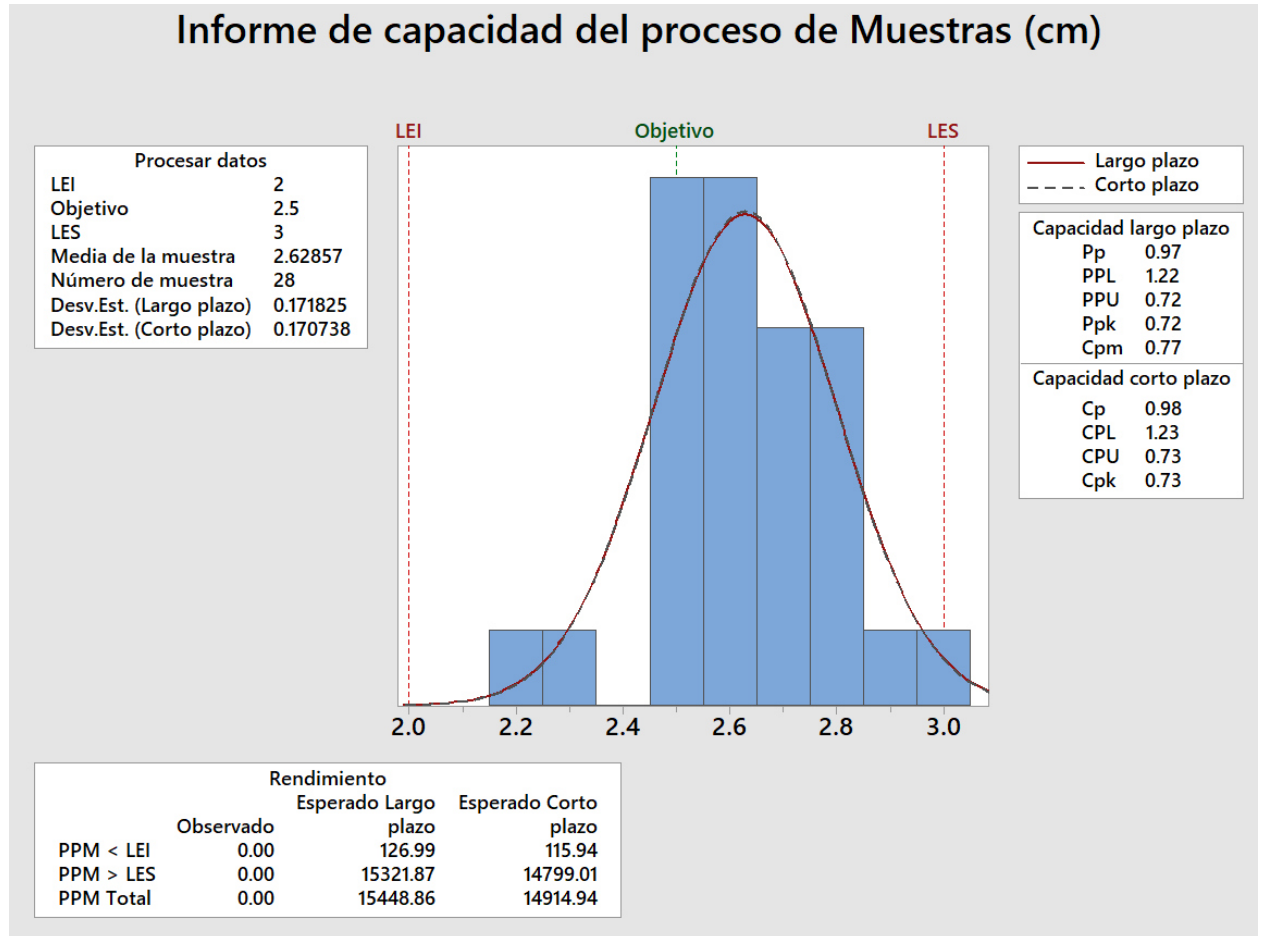 Informe de capacidad del proceso de Muestras (cm)
LEI Objetivo LES
Procesar datos
LEI 2
Objetivo 2.5
LES 3
Media de la muestra 2.62857
Número de muestra 28
Desv.Est. (Largo plazo) 0.171825
Desv.Est. (Corto plazo) 0.170738
Largo plazo
Corto plazo
Capacidad largo plazo
Pp 0.97
PPL 1.22
PPU 0.72
Ppk 0.72
Cpm 0.77
Capacidad corto plazo
Cp 0.98
CPL 1.23
CPU 0.73
Cpk 0.73
2.0 2.2 2.4 2.6 2.8 3.0
Rendimiento
Esperado Largo Esperado Corto
Observado plazo plazo
PPM < LEI 0.00 126.99 115.94
PPM > LES 0.00 15321.87 14799.01
PPM Total 0.00 15448.86 14914.94